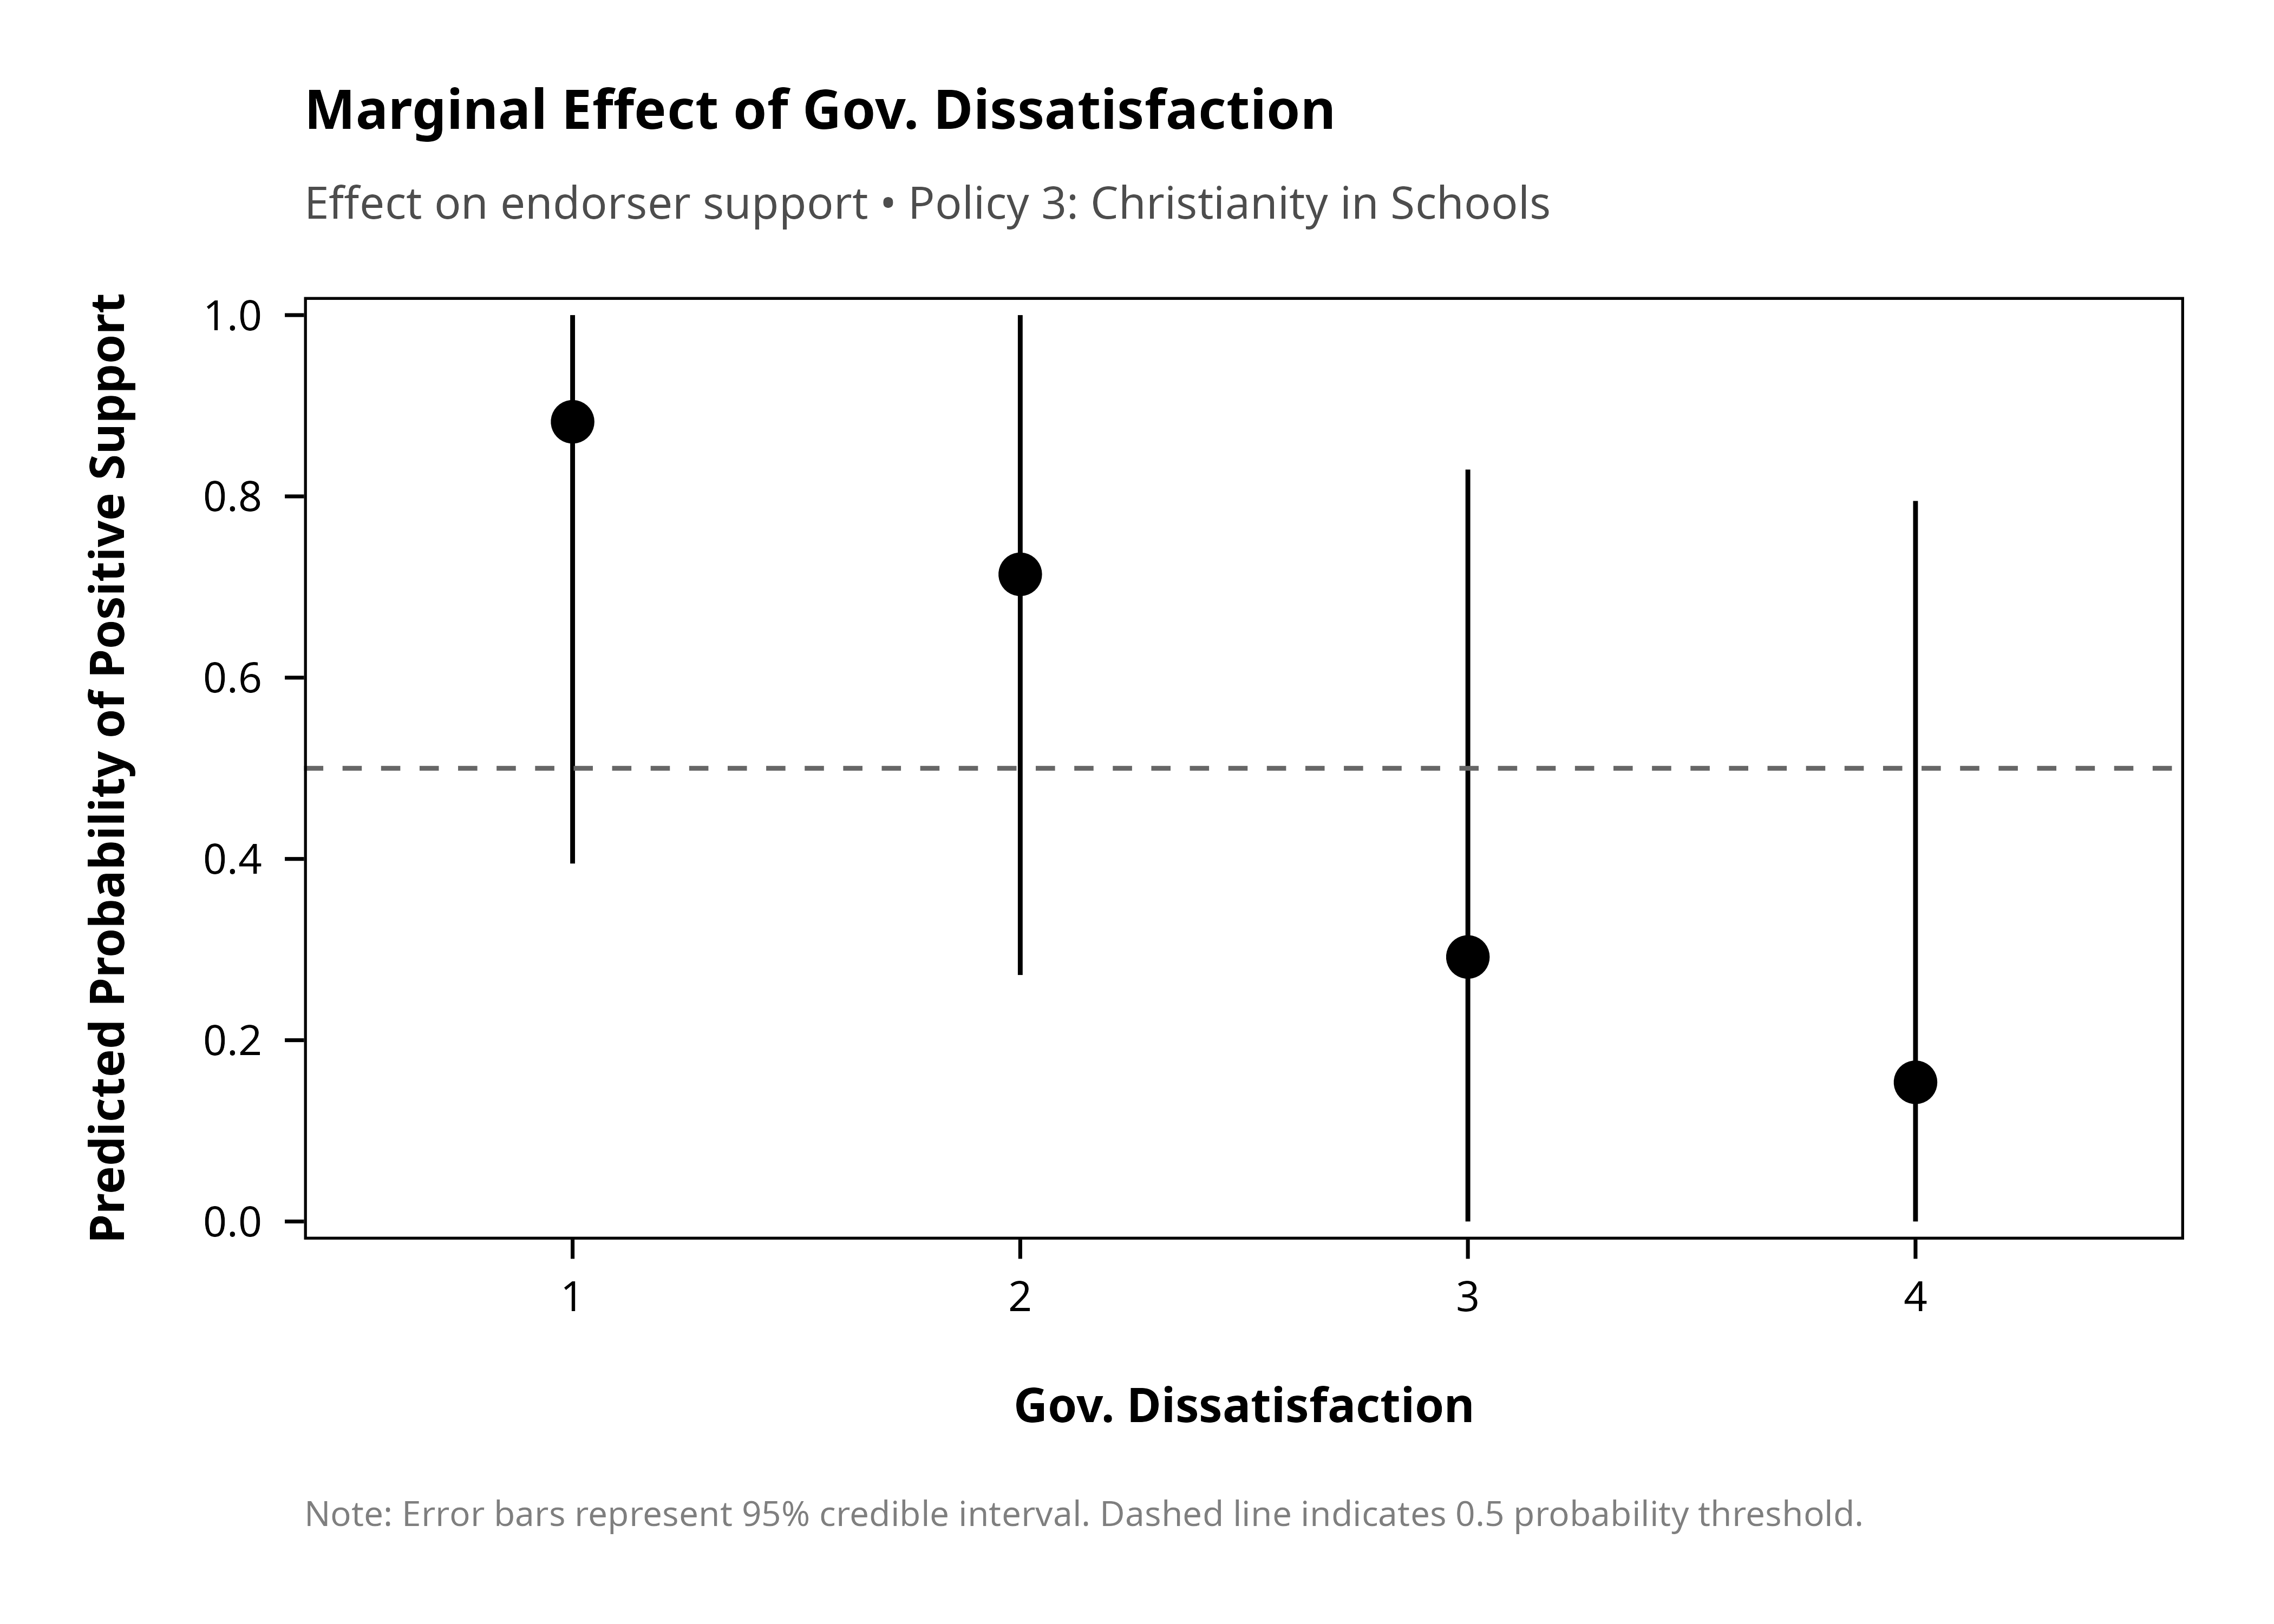 Marginal Effect of Gov. Dissatisfaction
Effect on endorser support • Policy 3: Christianity in Schools
Predicted Probability of Positive Support
1.0
0.8
0.6
0.4
0.2
0.0
1 2 3 4
Gov. Dissatisfaction
Note: Error bars represent 95% credible interval. Dashed line indicates 0.5 probability threshold.